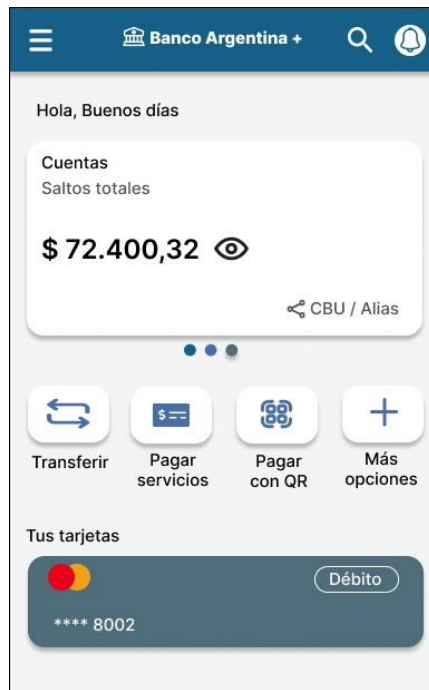 Banco Argentina +
Hola, Buenos días
Cuentas
Saltos totales
$ 72.400,32
CBU / Alias
Transferir
Pagar
servicios
Pagar
con QR
Más
opciones
Tus tarjetas
Débito
**** 8002